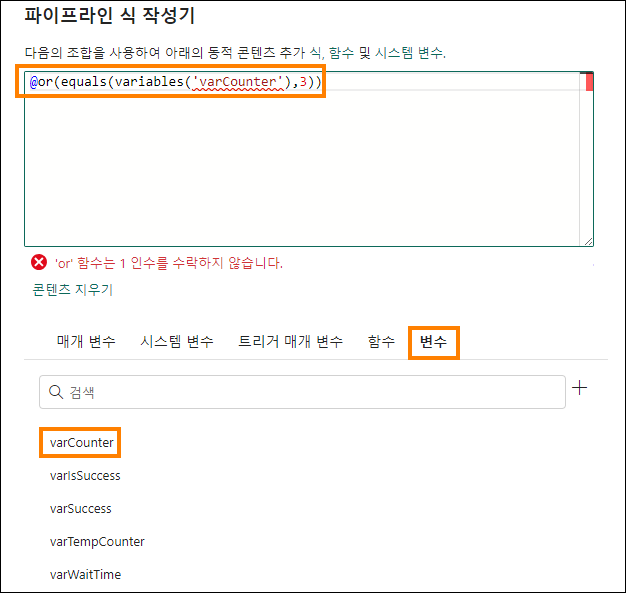 파이프라인 식 작성기
다음의 조합을 사용하여 아래의 동적 콘텐츠 추가 식, 함수 및 시스템 변수.
@or(equals(variables('varCounter'),3))
'or' 함수는 1 인수를 수락하지 않습니다.
콘텐츠 지우기
매개 변수 시스템 변수 트리거 매개 변수 함수 변수
검색
varCounter
varIsSuccess
varSuccess
varTempCounter
varWaitTime